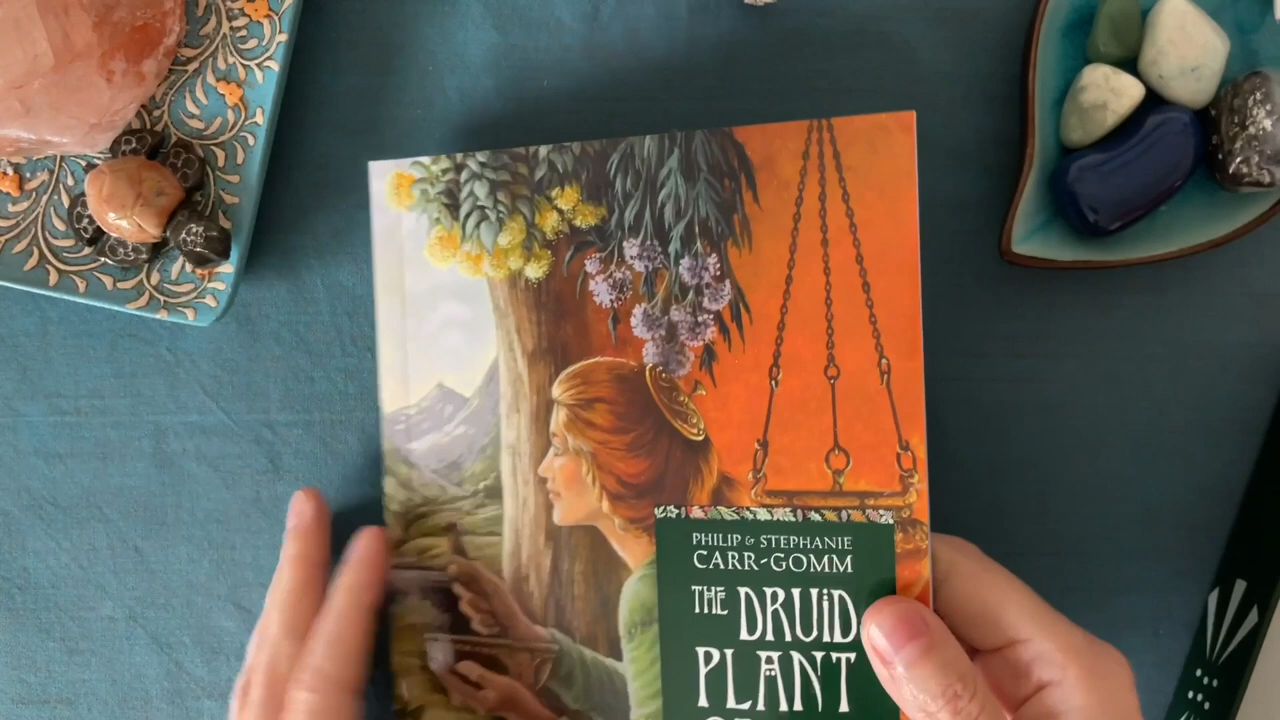 PHILIP & STEPHANIE
CARR-GOMM
THE DRUID
PLANT